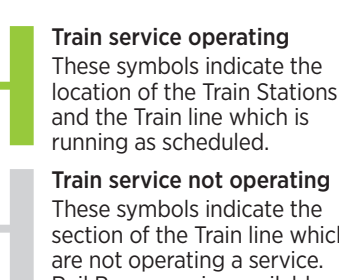 Train service operating
These symbols indicate the
location of the Train Stations
and the Train line which is
running as scheduled.
Train service not operating
These symbols indicate the
section of the Train line which
are not operating a service.